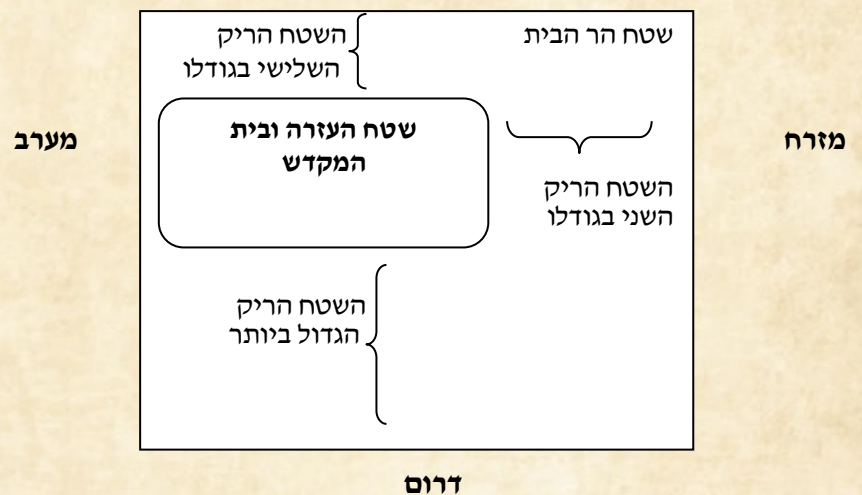 שטח הר הבית
השטח הריק
השלישי בגודלו
שטח העזרה ובית
המקדש
מזרח
מערב
השטח הריק
השני בגודלו
השטח הריק
הגדול ביותר
דרום